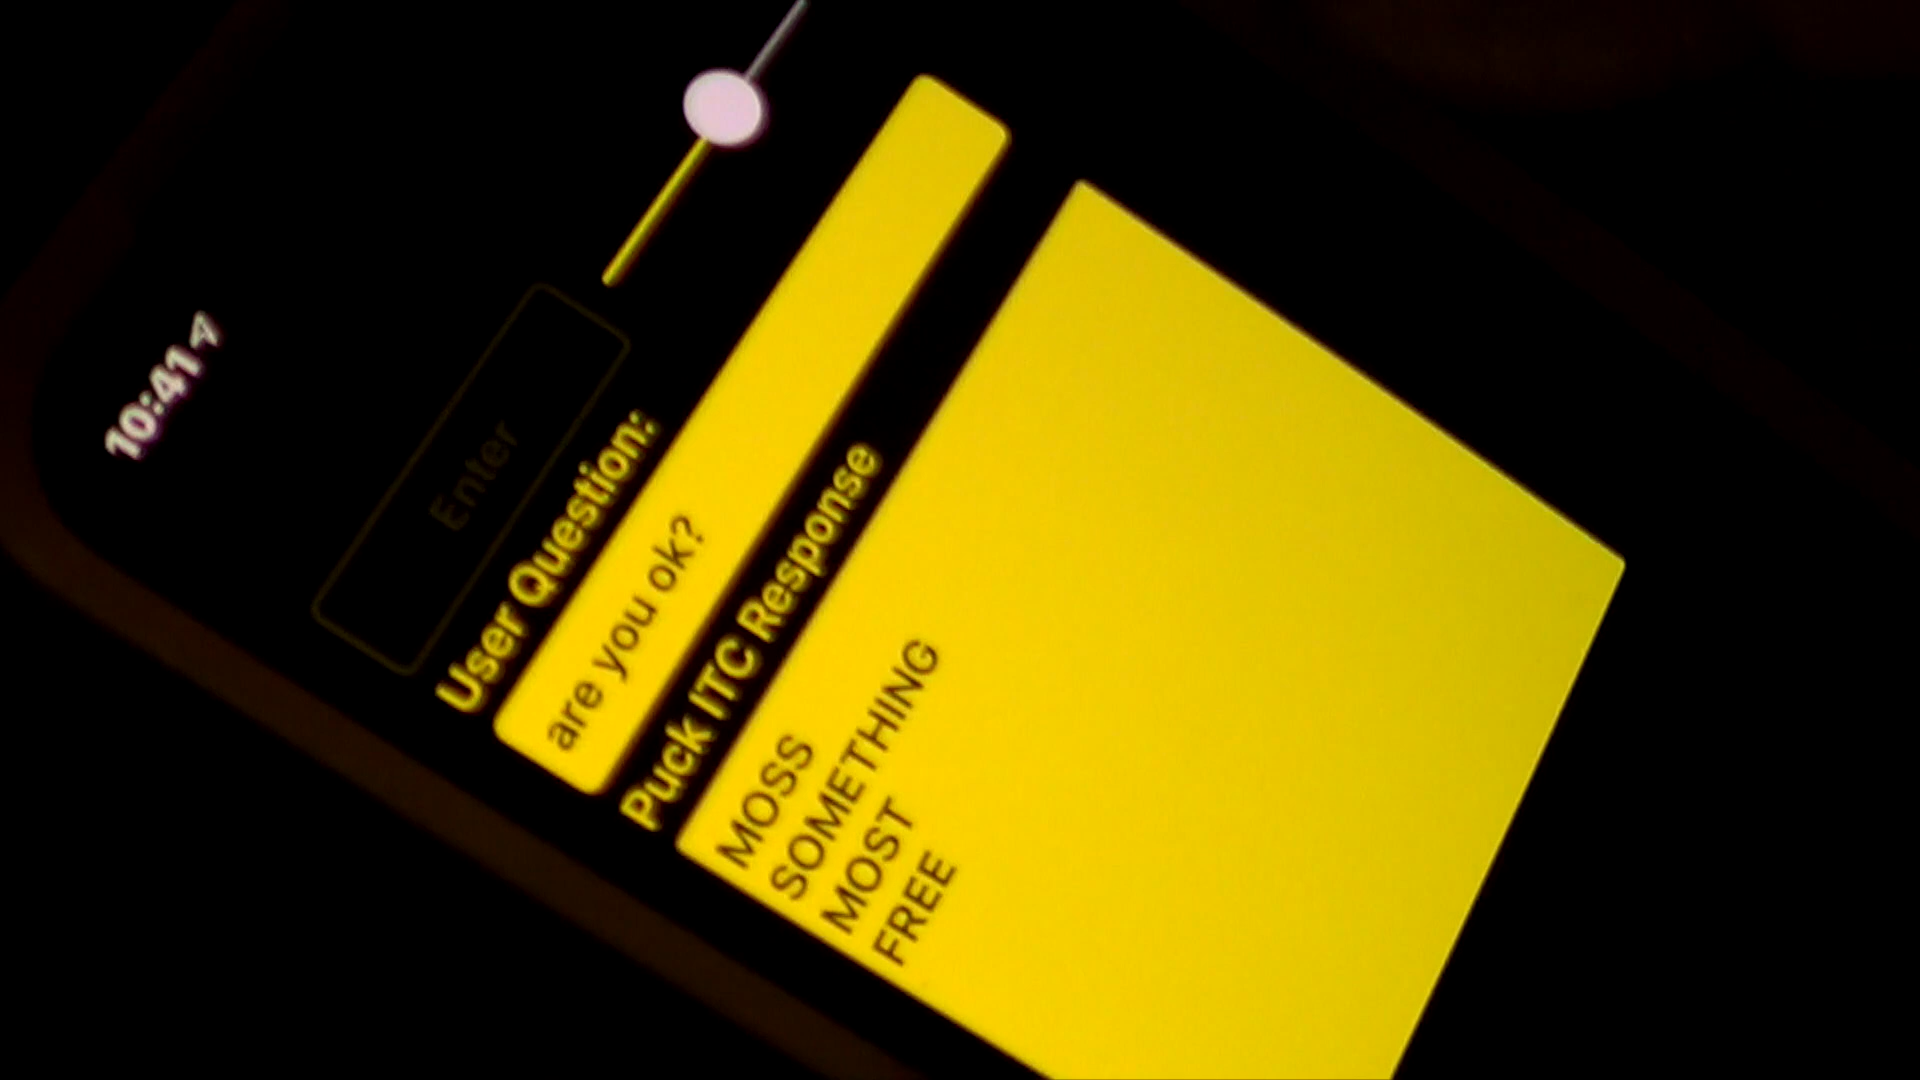 10:41
Enter
User Question:
are you ok?
Puck ITC Response
MOSS
SOMETHING
MOST
FREE